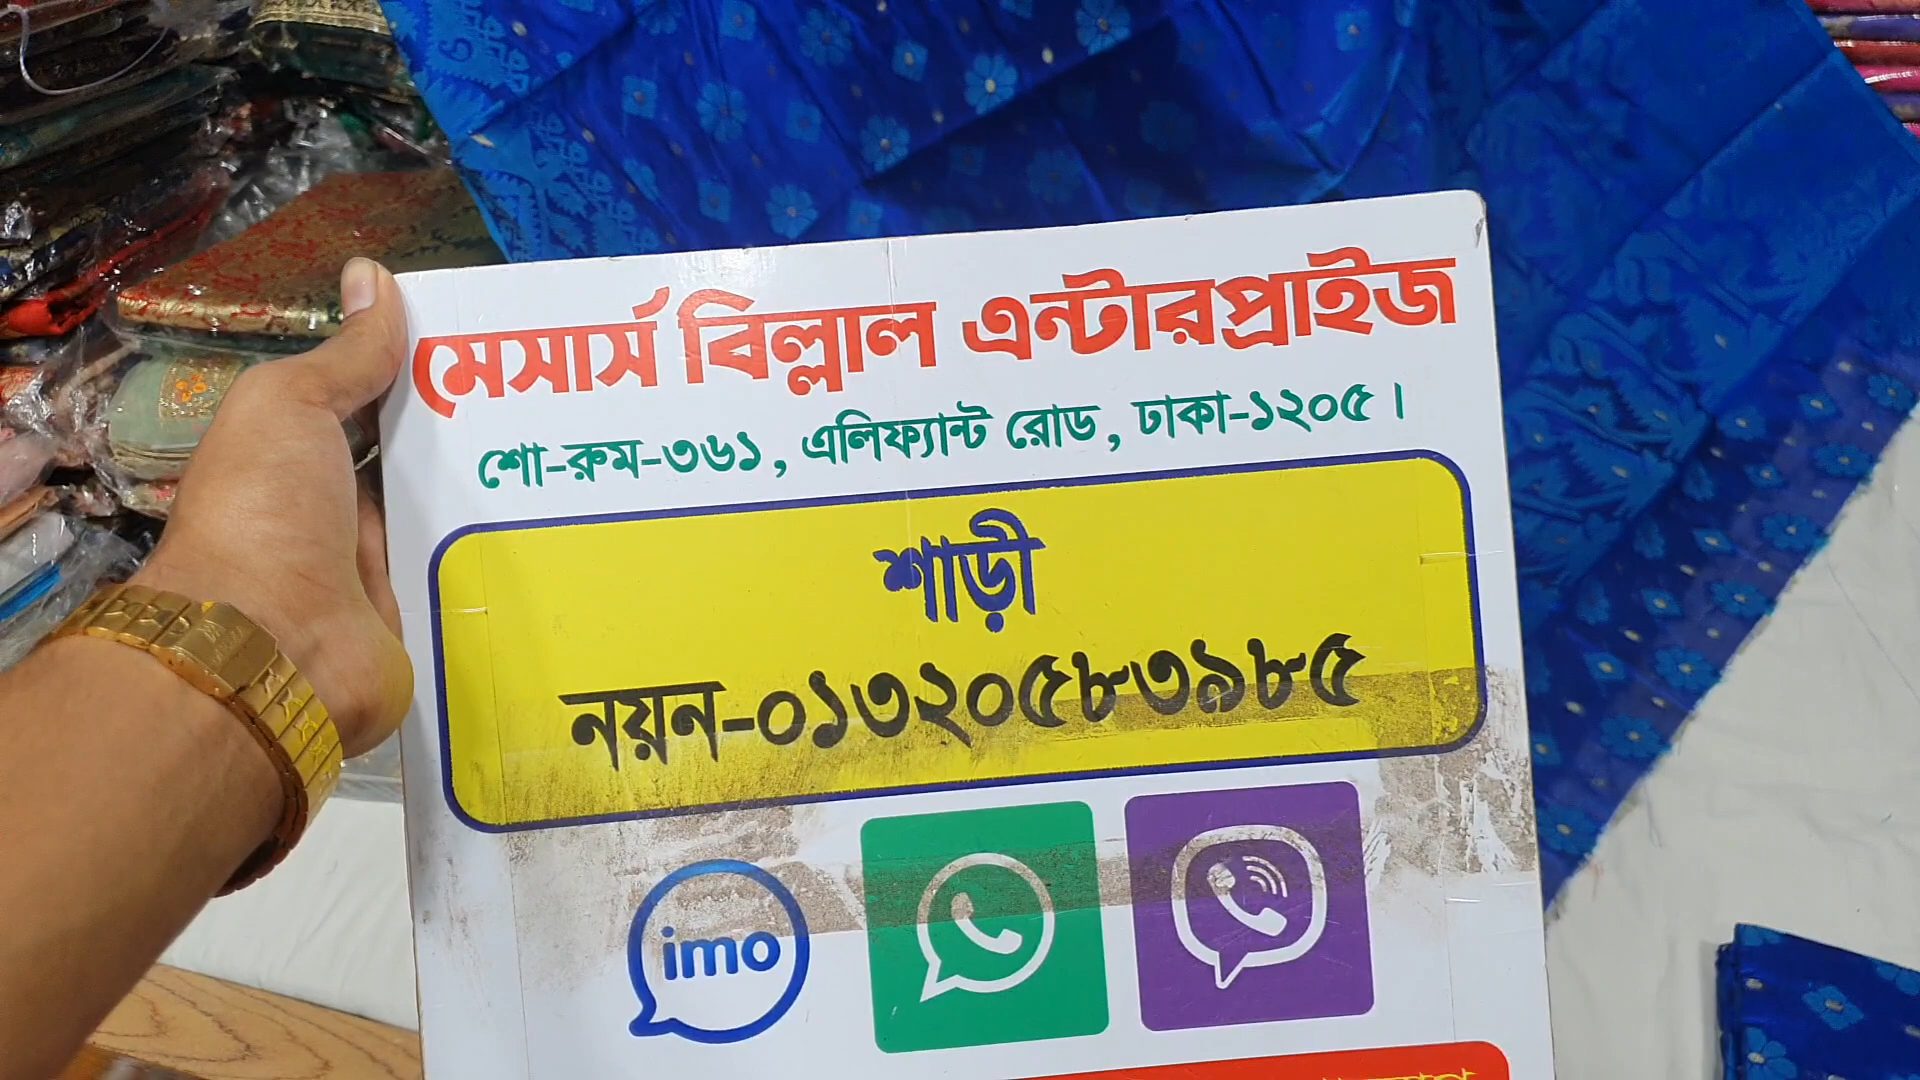 মেসার্স বিল্লাল এন্টারপ্রাইজ
শো-রুম-৩৬১, এলিফ্যান্ট রোড, ঢাকা-১২০৫।
শাড়ী
নয়ন-০১৩২০৫৮৩৯৮৫
imo